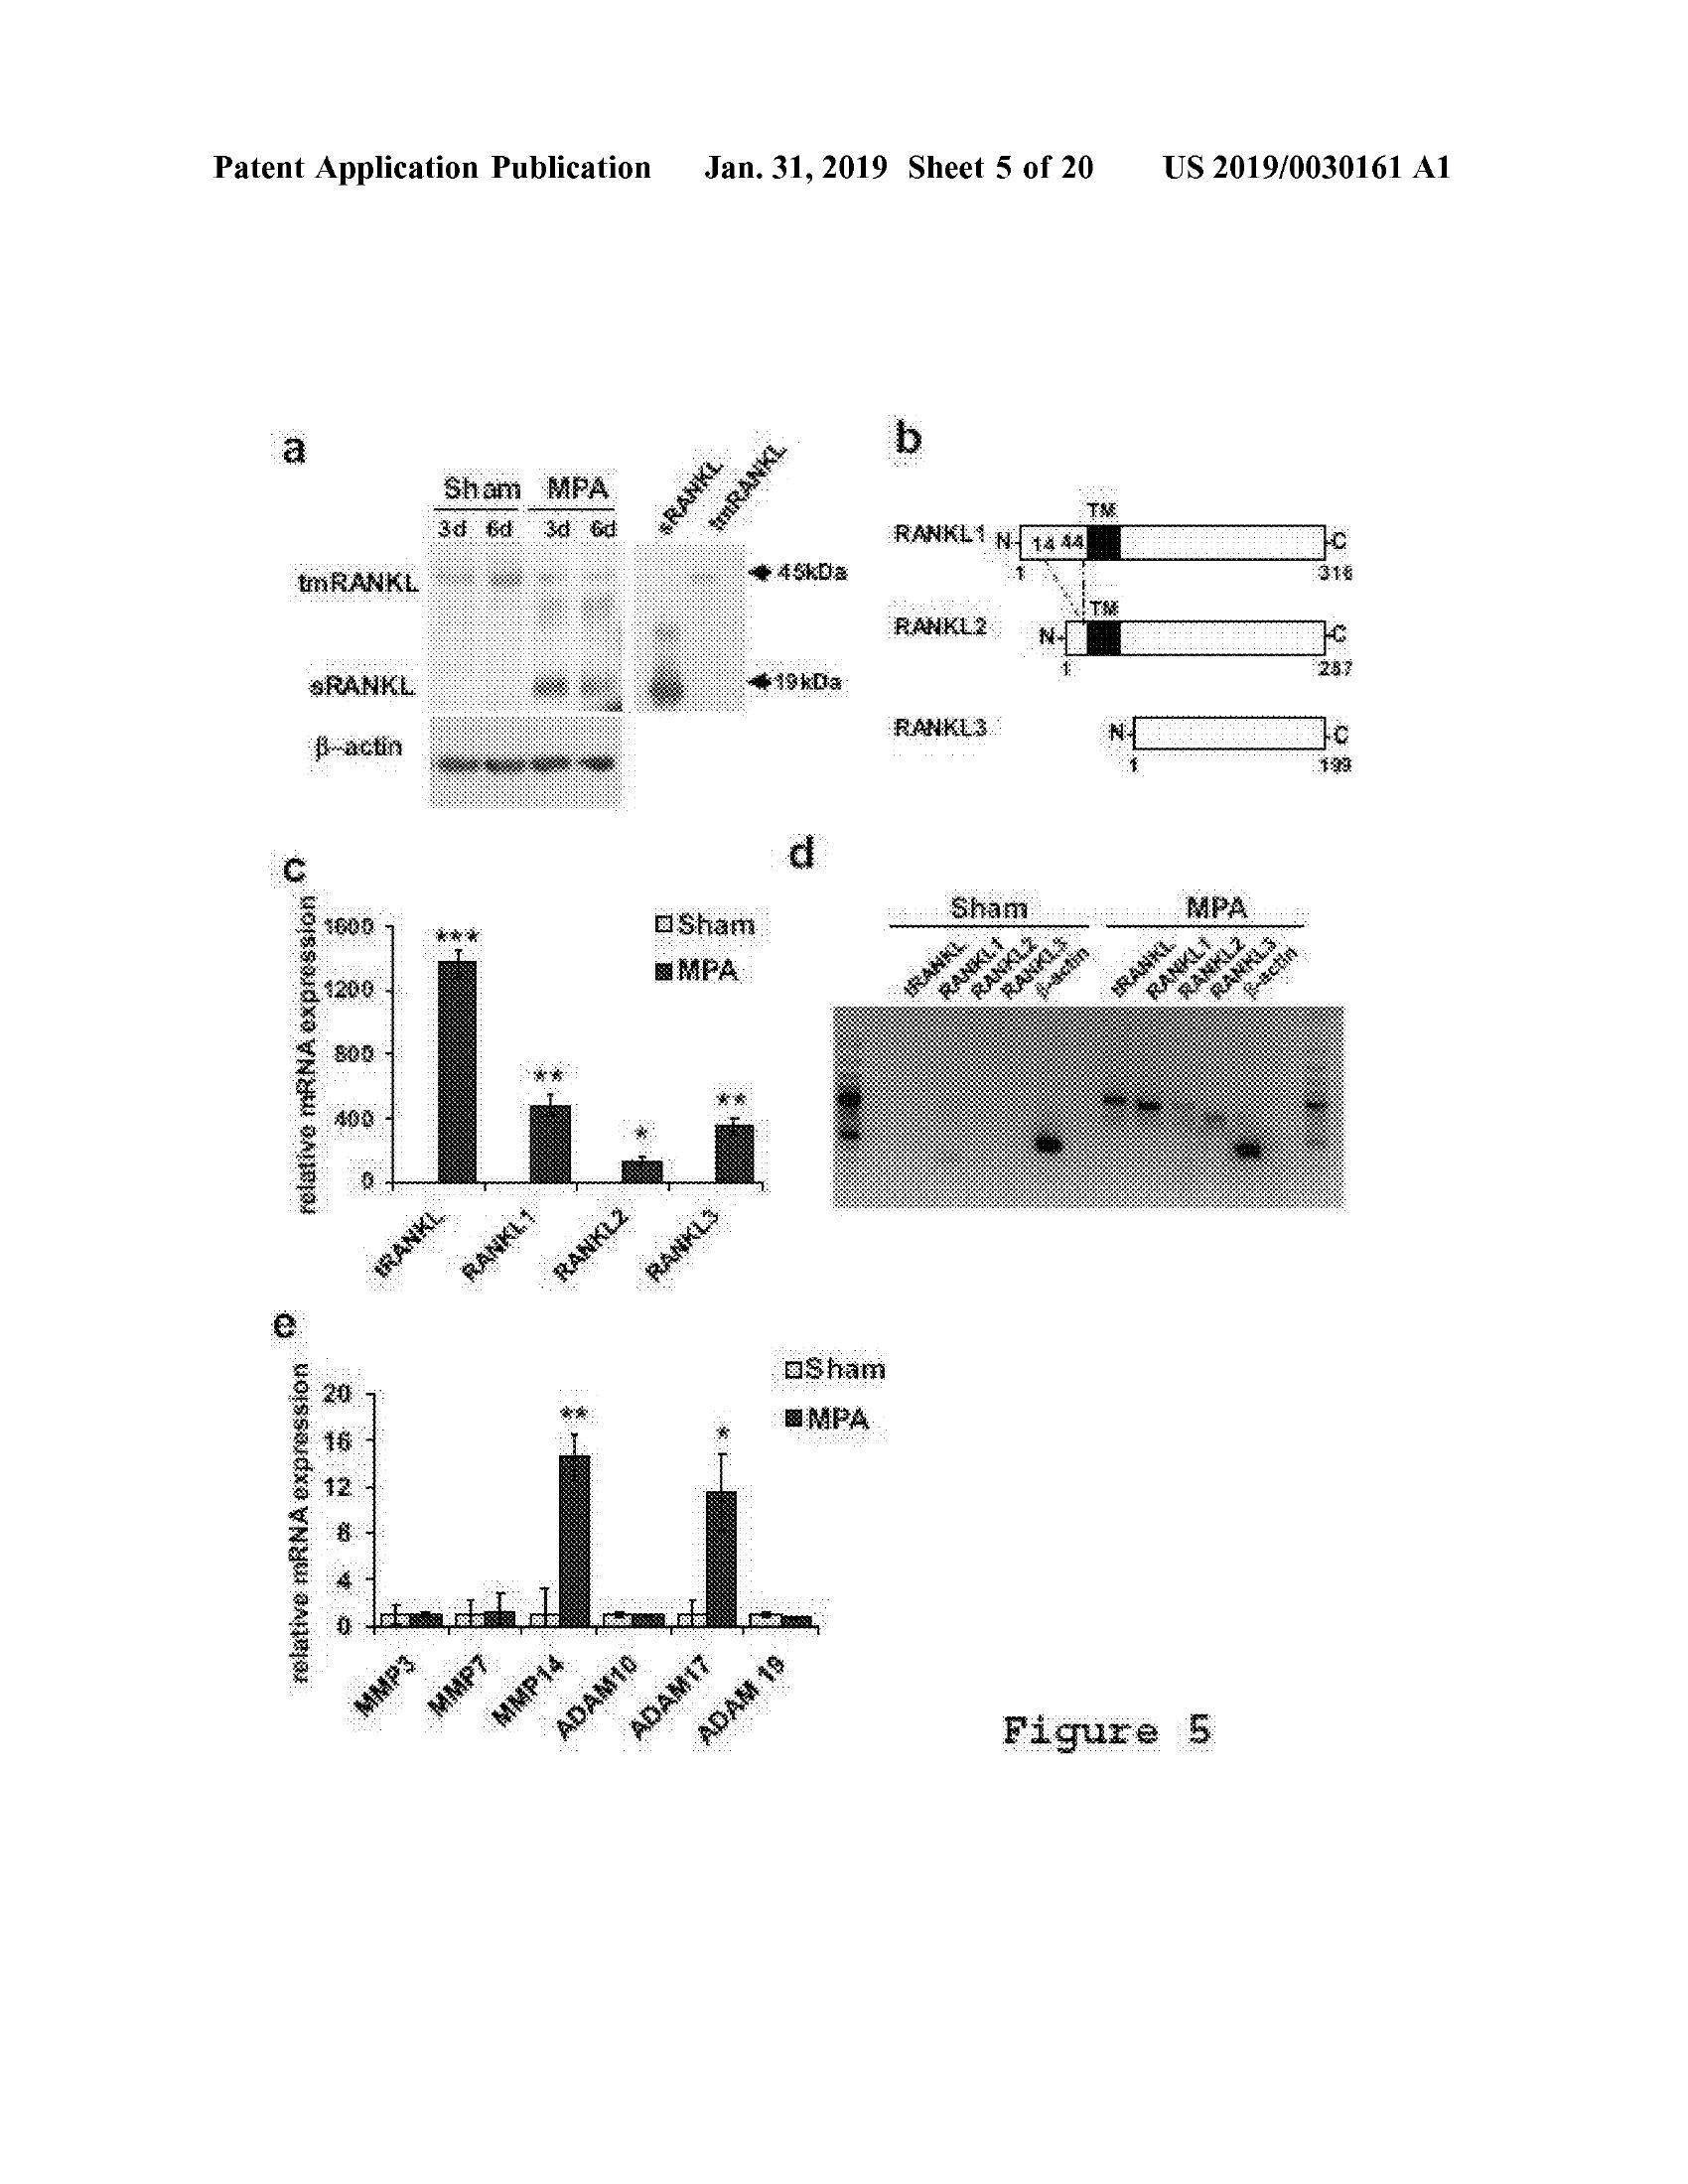 Patent Application Publication Jan. 31, 2019 Sheet 5 of 20 US 2019/0030161 A1
a
Sham MPA
3d 6d 3d 6d
sRANKL
tmRANKL
tmRANKL
45kDa
sRANKL
19kDa
β-actin
b
TM
RANKL1 N 14 44 C
1 316
TM
RANKL2 N C
1 287
RANKL3 N C
1 199
c
relative mRNA expression
1600
1200
800
400
0
***
**
*
**
Sham
MPA
tRANKL
RANKL1
RANKL2
RANKL3
d
Sham MPA
tRANKL
RANKL1
RANKL2
RANKL3
β-actin
tRANKL
RANKL1
RANKL2
RANKL3
β-actin
e
relative mRNA expression
20
16
12
8
4
0
**
*
Sham
MPA
MMP3
MMP7
MMP14
ADAM10
ADAM17
ADAM 19
Figure 5